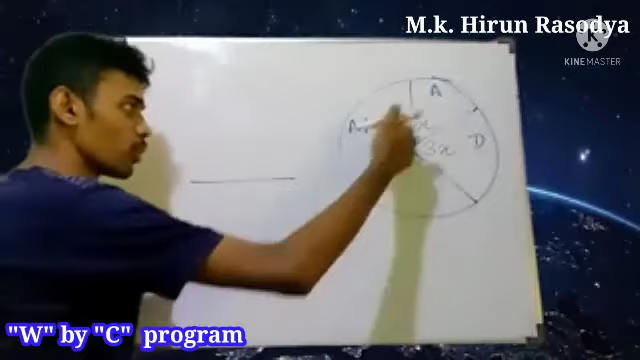 M.k. Hirun Rasodya
KINEMASTER
A
D
x
3x
"W" by "C" program